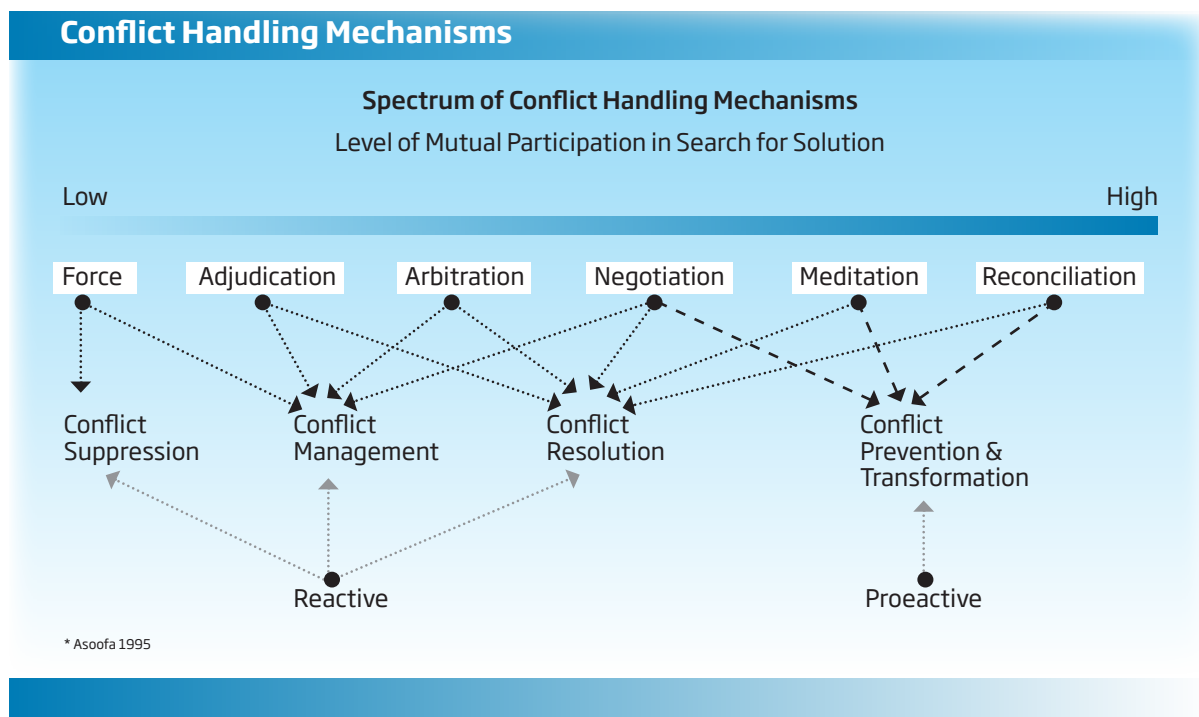 Conflict Handling Mechanisms
Spectrum of Conflict Handling Mechanisms
Level of Mutual Participation in Search for Solution
Low
High
Force
Adjudication
Arbitration
Negotiation
Meditation
Reconciliation
Conflict
Suppression
Conflict
Management
Conflict
Resolution
Conflict
Prevention &
Transformation
Reactive
Proeactive
* Asoofa 1995